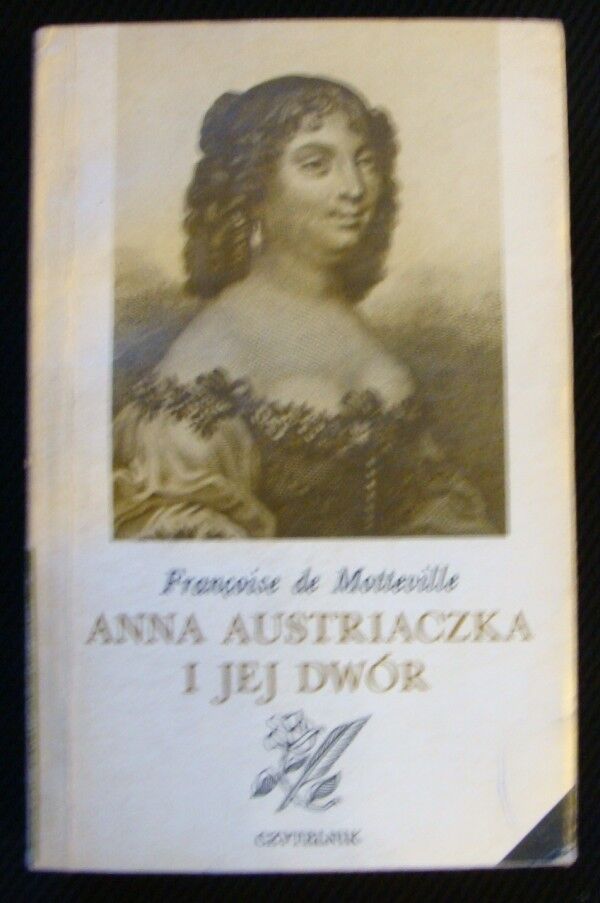 Françoise de Motteville
ANNA AUSTRIACZKA
I JEJ DWÓR
CZYTELNIK